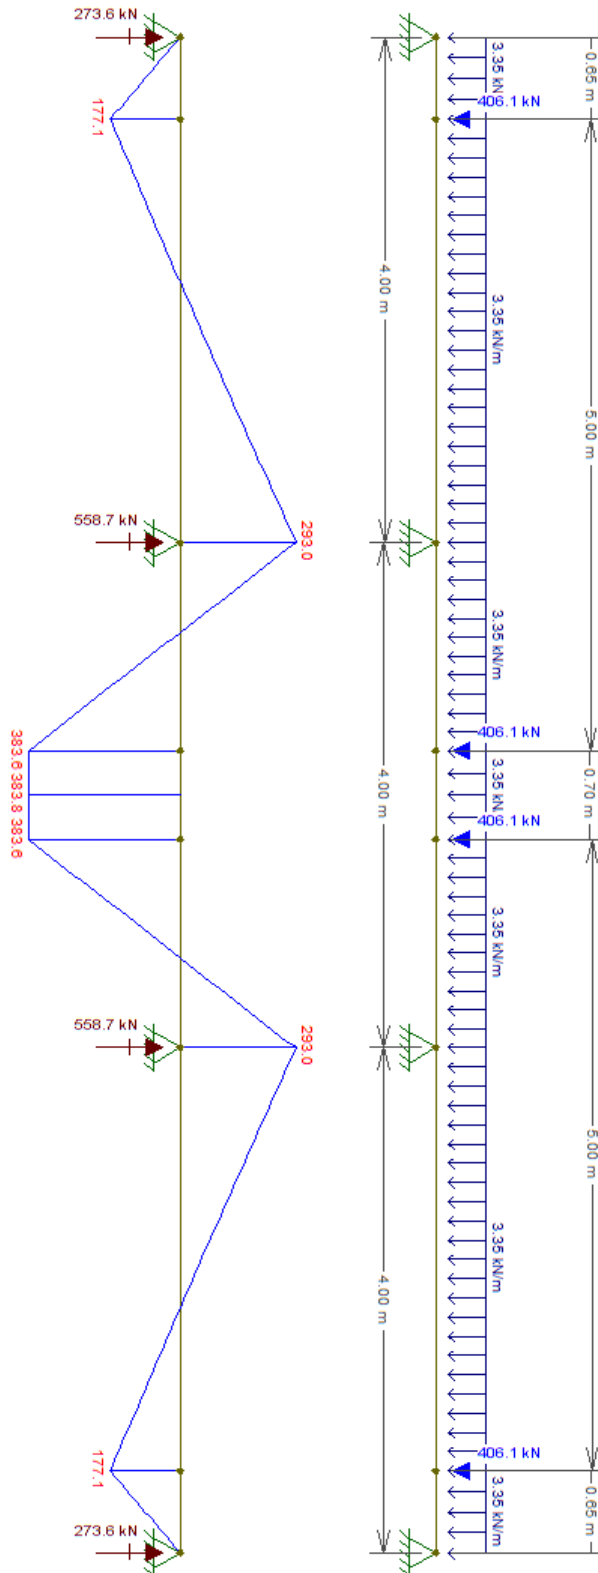 273.6 kN
177.1
558.7 kN
293.0
383.6 383.8 383.6
558.7 kN
293.0
177.1
273.6 kN
4.00 m
4.00 m
4.00 m
3.35 kN
406.1 kN
3.35 kN/m
3.35 kN/m
406.1 kN
3.35 kN
406.1 kN
3.35 kN/m
3.35 kN/m
406.1 kN
3.35 kN/m
0.65 m
5.00 m
0.70 m
5.00 m
0.65 m